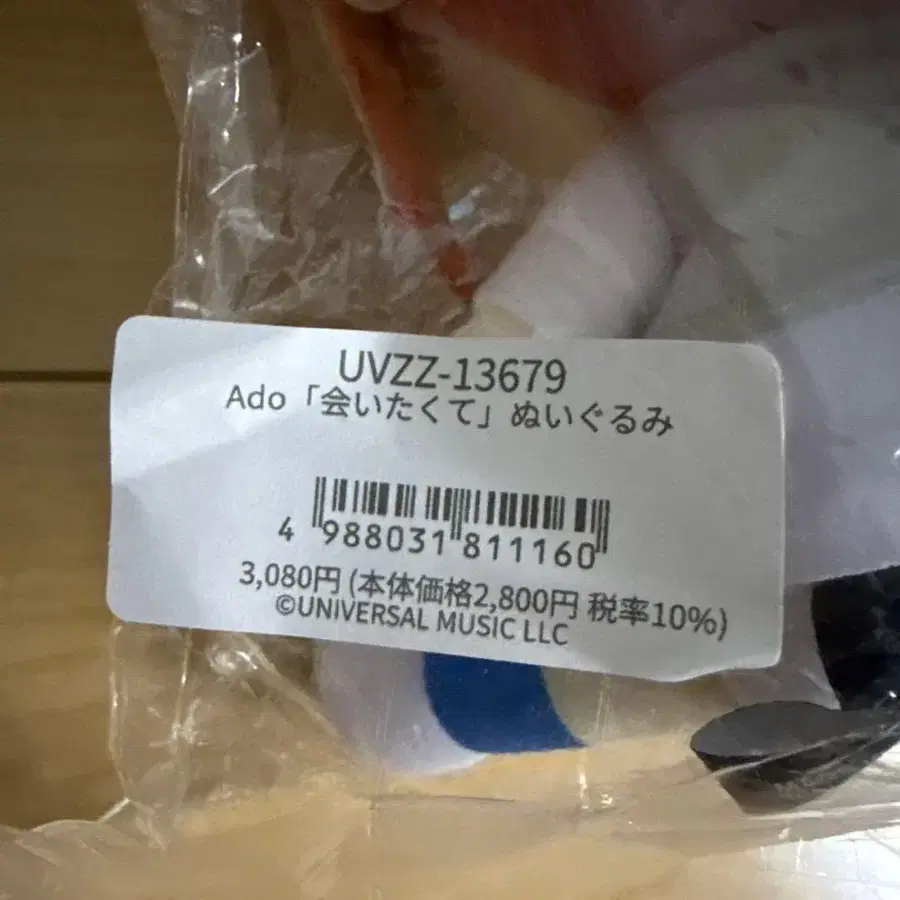 UVZZ-13679
Ado「会いたくて」ぬいぐるみ
4 988031 811160
3,080円 (本体価格2,800円 税率10%)
©UNIVERSAL MUSIC LLC